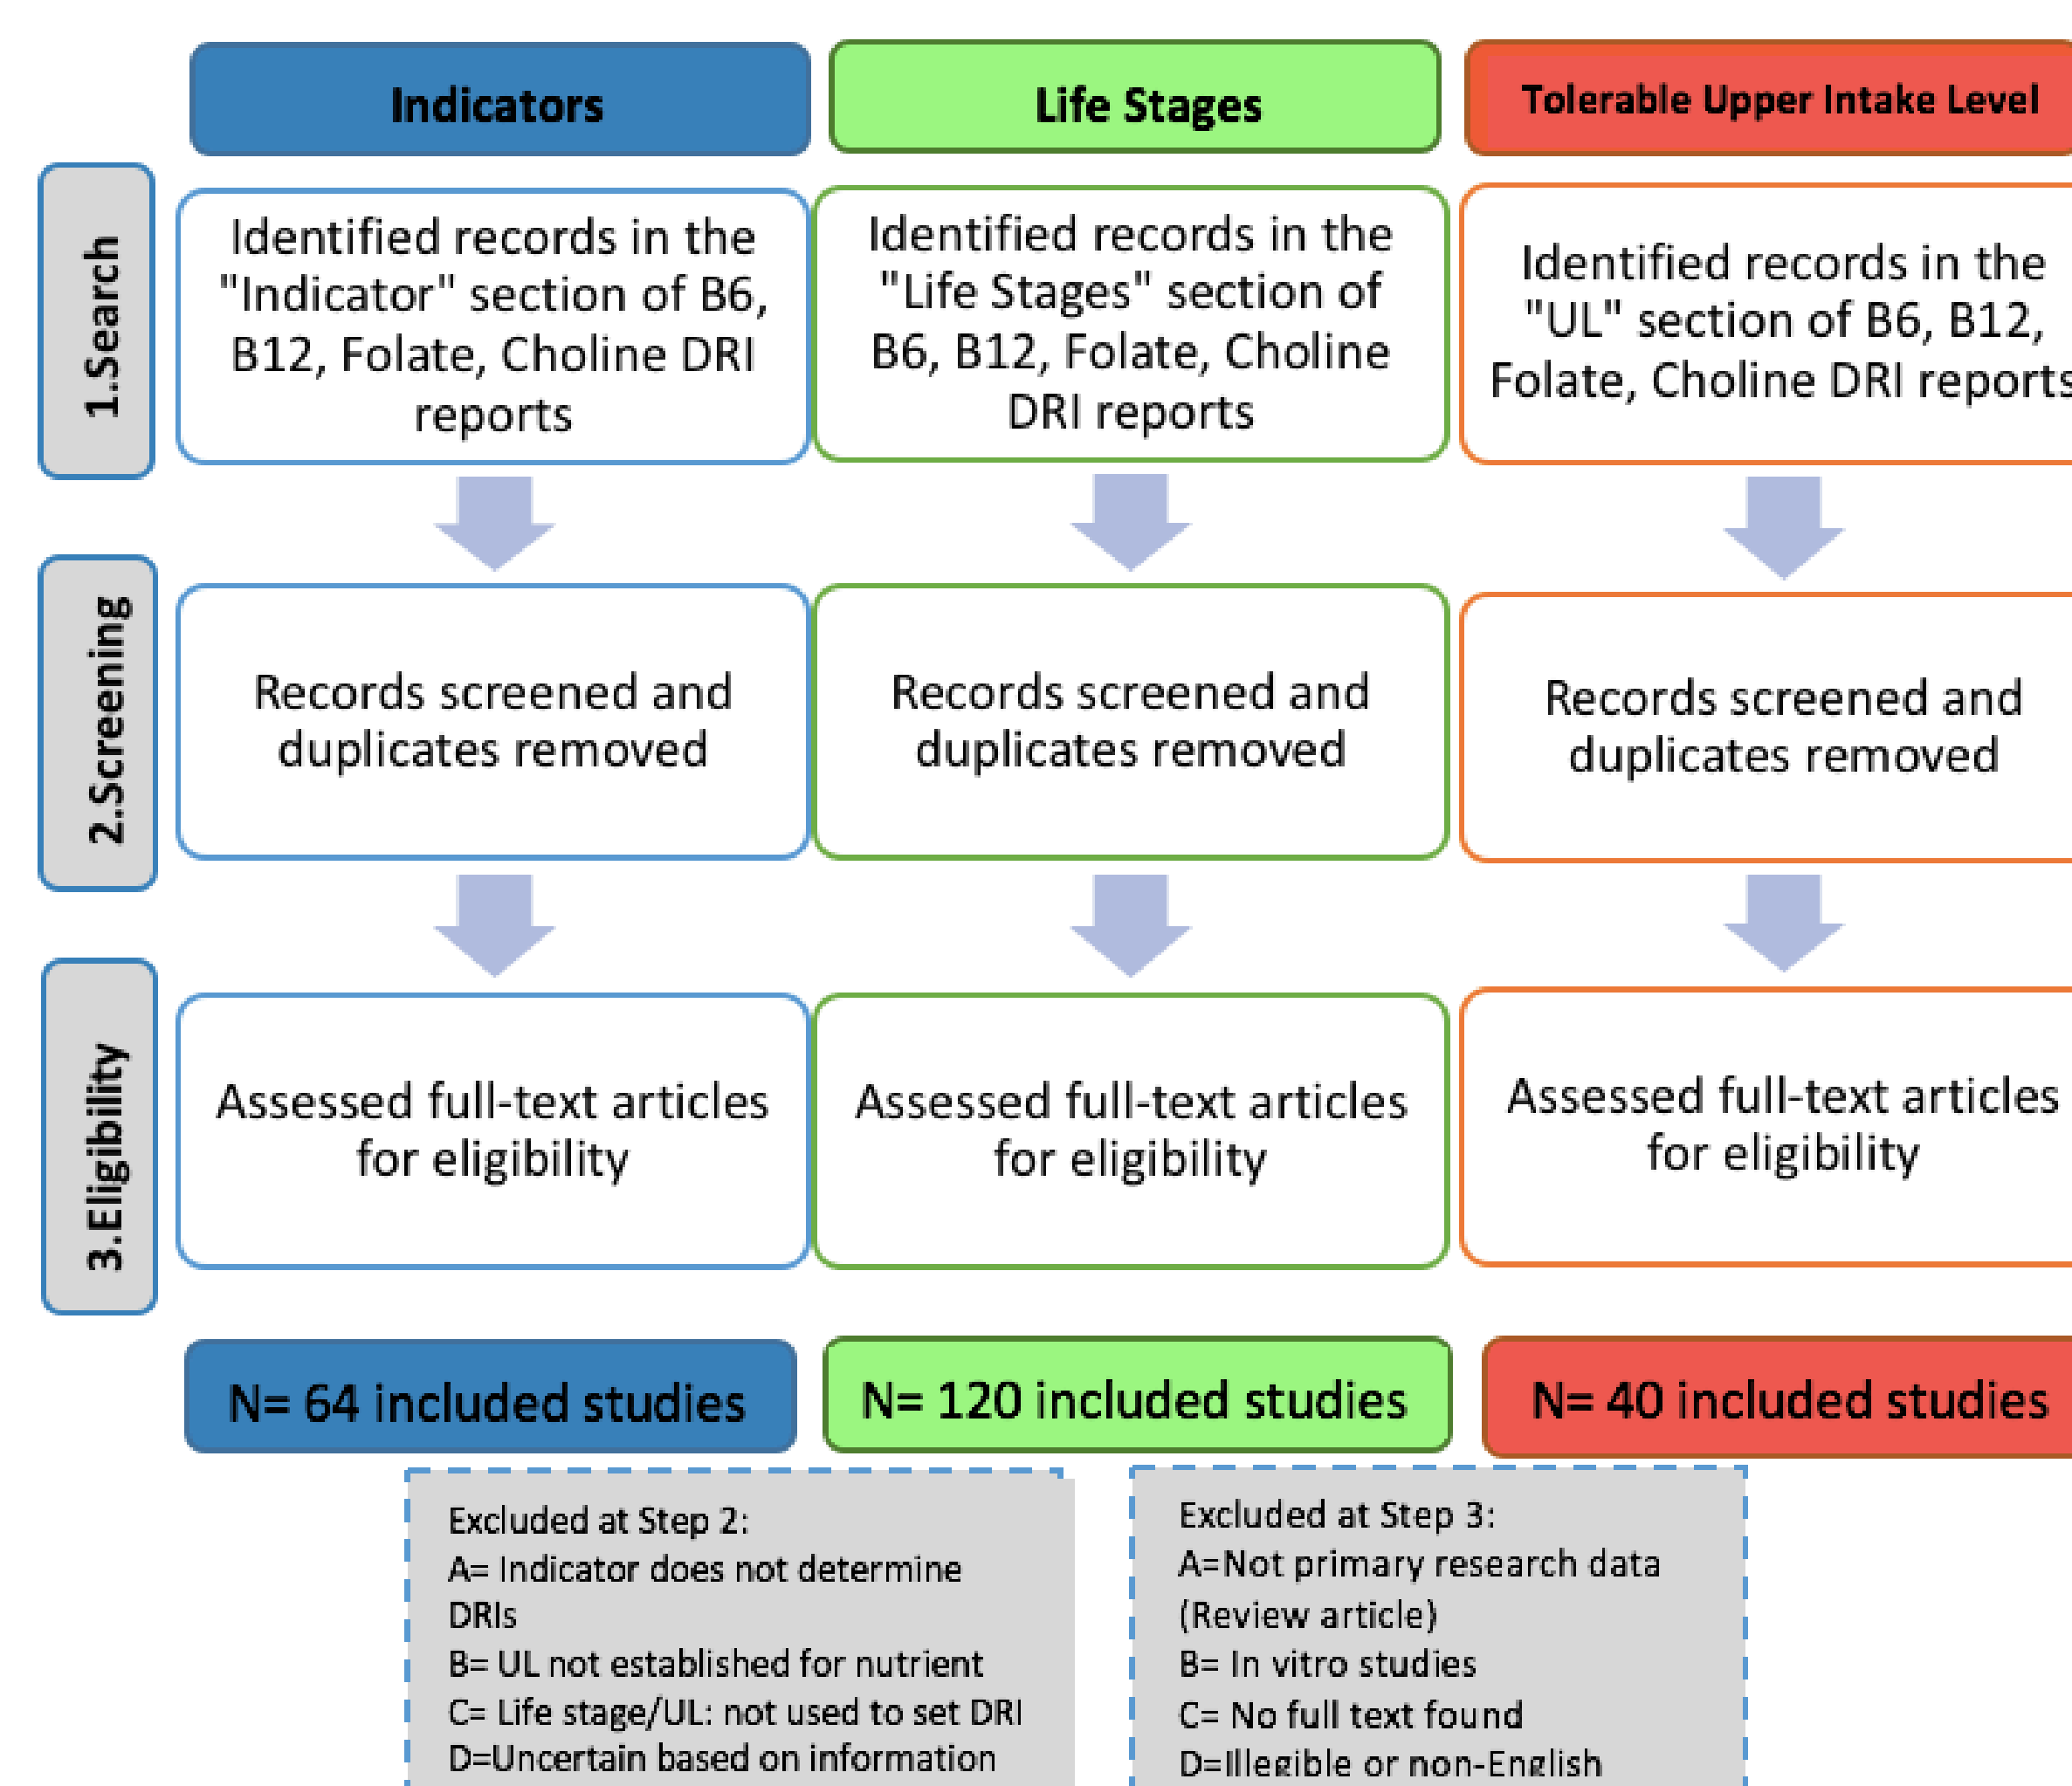 Indicators
Life Stages
Tolerable Upper Intake Level
1.Search
Identified records in the
"Indicator" section of B6,
B12, Folate, Choline DRI
reports
Identified records in the
"Life Stages" section of
B6, B12, Folate, Choline
DRI reports
Identified records in the
"UL" section of B6, B12,
Folate, Choline DRI reports
2.Screening
Records screened and
duplicates removed
Records screened and
duplicates removed
Records screened and
duplicates removed
3.Eligibility
Assessed full-text articles
for eligibility
Assessed full-text articles
for eligibility
Assessed full-text articles
for eligibility
N= 64 included studies
N= 120 included studies
N= 40 included studies
Excluded at Step 2:
A= Indicator does not determine
DRIs
B= UL not established for nutrient
C= Life stage/UL: not used to set DRI
D=Uncertain based on information
Excluded at Step 3:
A=Not primary research data
(Review article)
B= In vitro studies
C= No full text found
D=Illegible or non-English